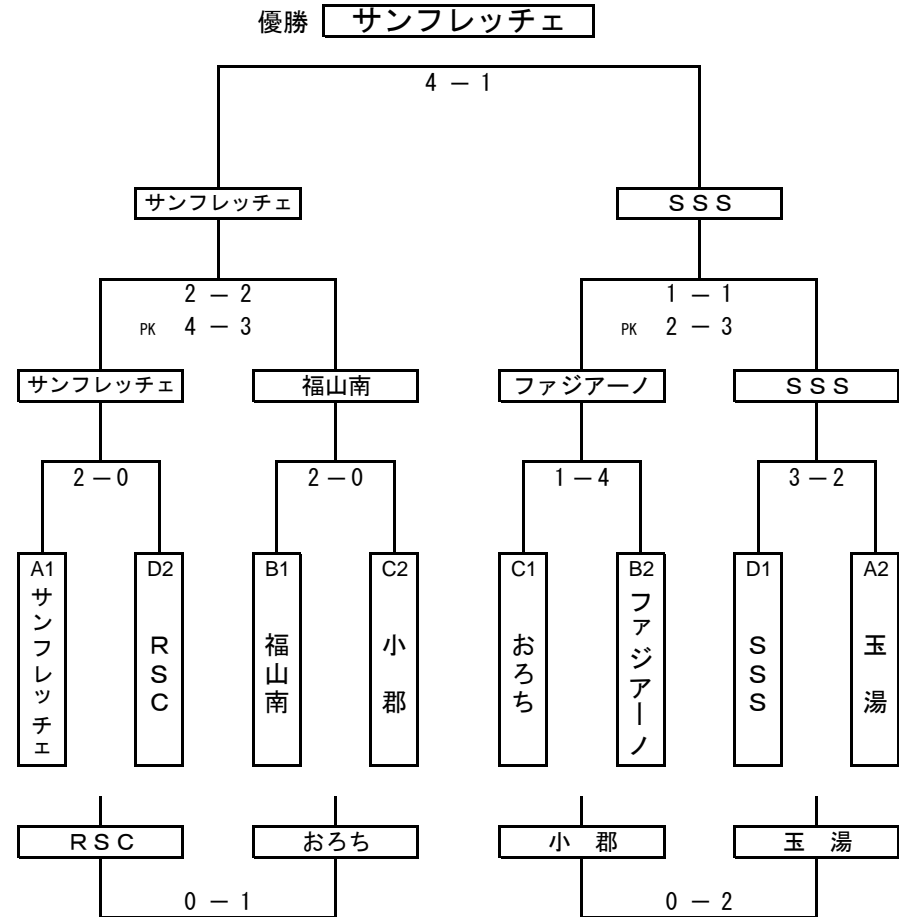 優勝 サンフレッチェ
4 － 1
サンフレッチェ ＳＳＳ
2 － 2 1 － 1
PK 4 － 3 PK 2 － 3
サンフレッチェ 福山南 ファジアーノ ＳＳＳ
2 － 0 2 － 0 1 － 4 3 － 2
A1 D2 B1 C2 C1 B2 D1 A2
サンフレッチェ
ＲＳＣ
福山南
小郡
おろち
ファジアーノ
ＳＳＳ
玉湯
ＲＳＣ おろち 小　郡 玉　湯
0 － 1 0 － 2